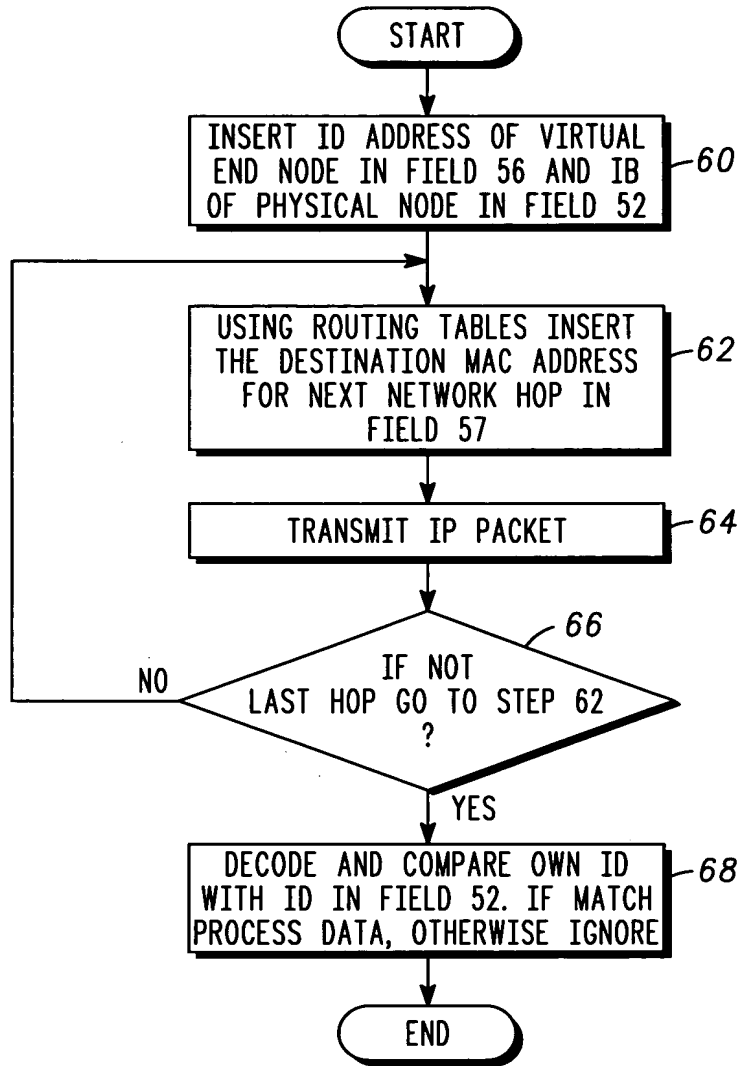 START
INSERT ID ADDRESS OF VIRTUAL
END NODE IN FIELD 56 AND IB
OF PHYSICAL NODE IN FIELD 52
60
USING ROUTING TABLES INSERT
THE DESTINATION MAC ADDRESS
FOR NEXT NETWORK HOP IN
FIELD 57
62
TRANSMIT IP PACKET
64
66
IF NOT
LAST HOP GO TO STEP 62
?
NO
YES
DECODE AND COMPARE OWN ID
WITH ID IN FIELD 52. IF MATCH
PROCESS DATA, OTHERWISE IGNORE
68
END